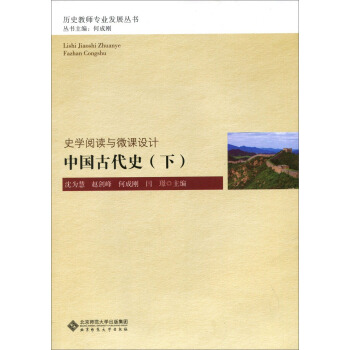 历史教师专业发展丛书
丛书主编：何成刚
Lishi Jiaoshi Zhuanye
Fazhan Congshu
史学阅读与微课设计
中国古代史（下）
沈为慧 赵剑峰 何成刚 闫 璟◎主编
北京师范大学出版集团
北京师范大学出版社